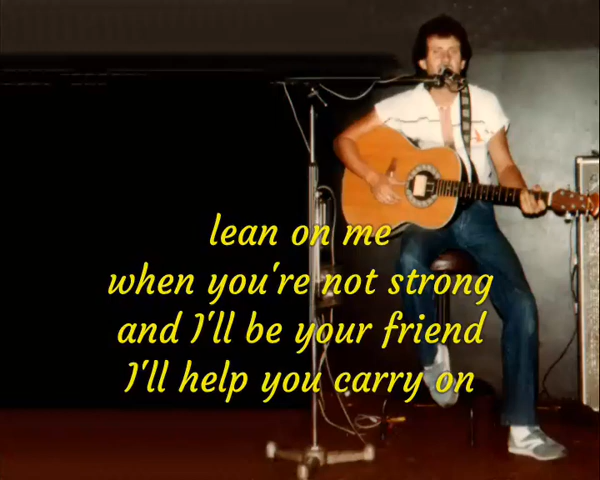 lean on me
when you're not strong
and I'll be your friend
I'll help you carry on